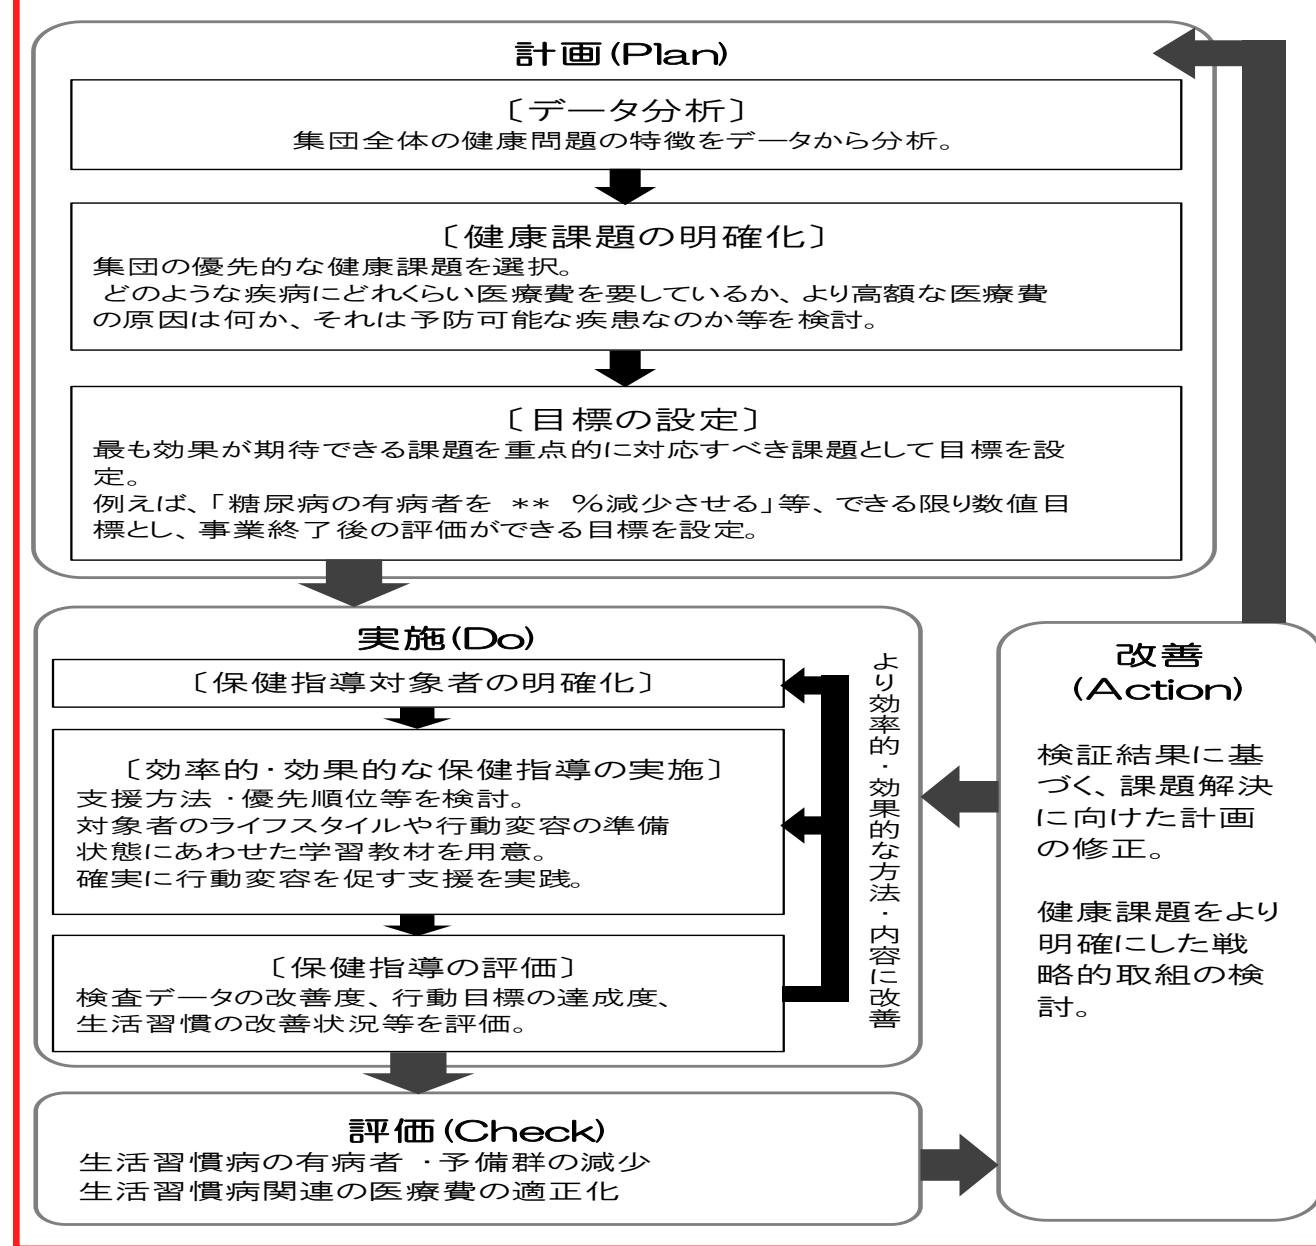 計画(Plan)
〔データ分析〕
集団全体の健康問題の特徴をデータから分析。
〔健康課題の明確化〕
集団の優先的な健康課題を選択。
どのような疾病にどれくらい医療費を要しているか、より高額な医療費
の原因は何か、それは予防可能な疾患なのか等を検討。
〔目標の設定〕
最も効果が期待できる課題を重点的に対応すべき課題として目標を設
定。
例えば、「糖尿病の有病者を ** %減少させる」等、できる限り数値目
標とし、事業終了後の評価ができる目標を設定。
実施(Do)
〔保健指導対象者の明確化〕
〔効率的・効果的な保健指導の実施〕
支援方法・優先順位等を検討。
対象者のライフスタイルや行動変容の準備
状態にあわせた学習教材を用意。
確実に行動変容を促す支援を実践。
〔保健指導の評価〕
検査データの改善度、行動目標の達成度、
生活習慣の改善状況等を評価。
より効率的・効果的な方法・内容に改善
評価(Check)
生活習慣病の有病者・予備群の減少
生活習慣病関連の医療費の適正化
改善
(Action)
検証結果に基
づく、課題解決
に向けた計画
の修正。
健康課題をより
明確にした戦
略的取組の検
討。